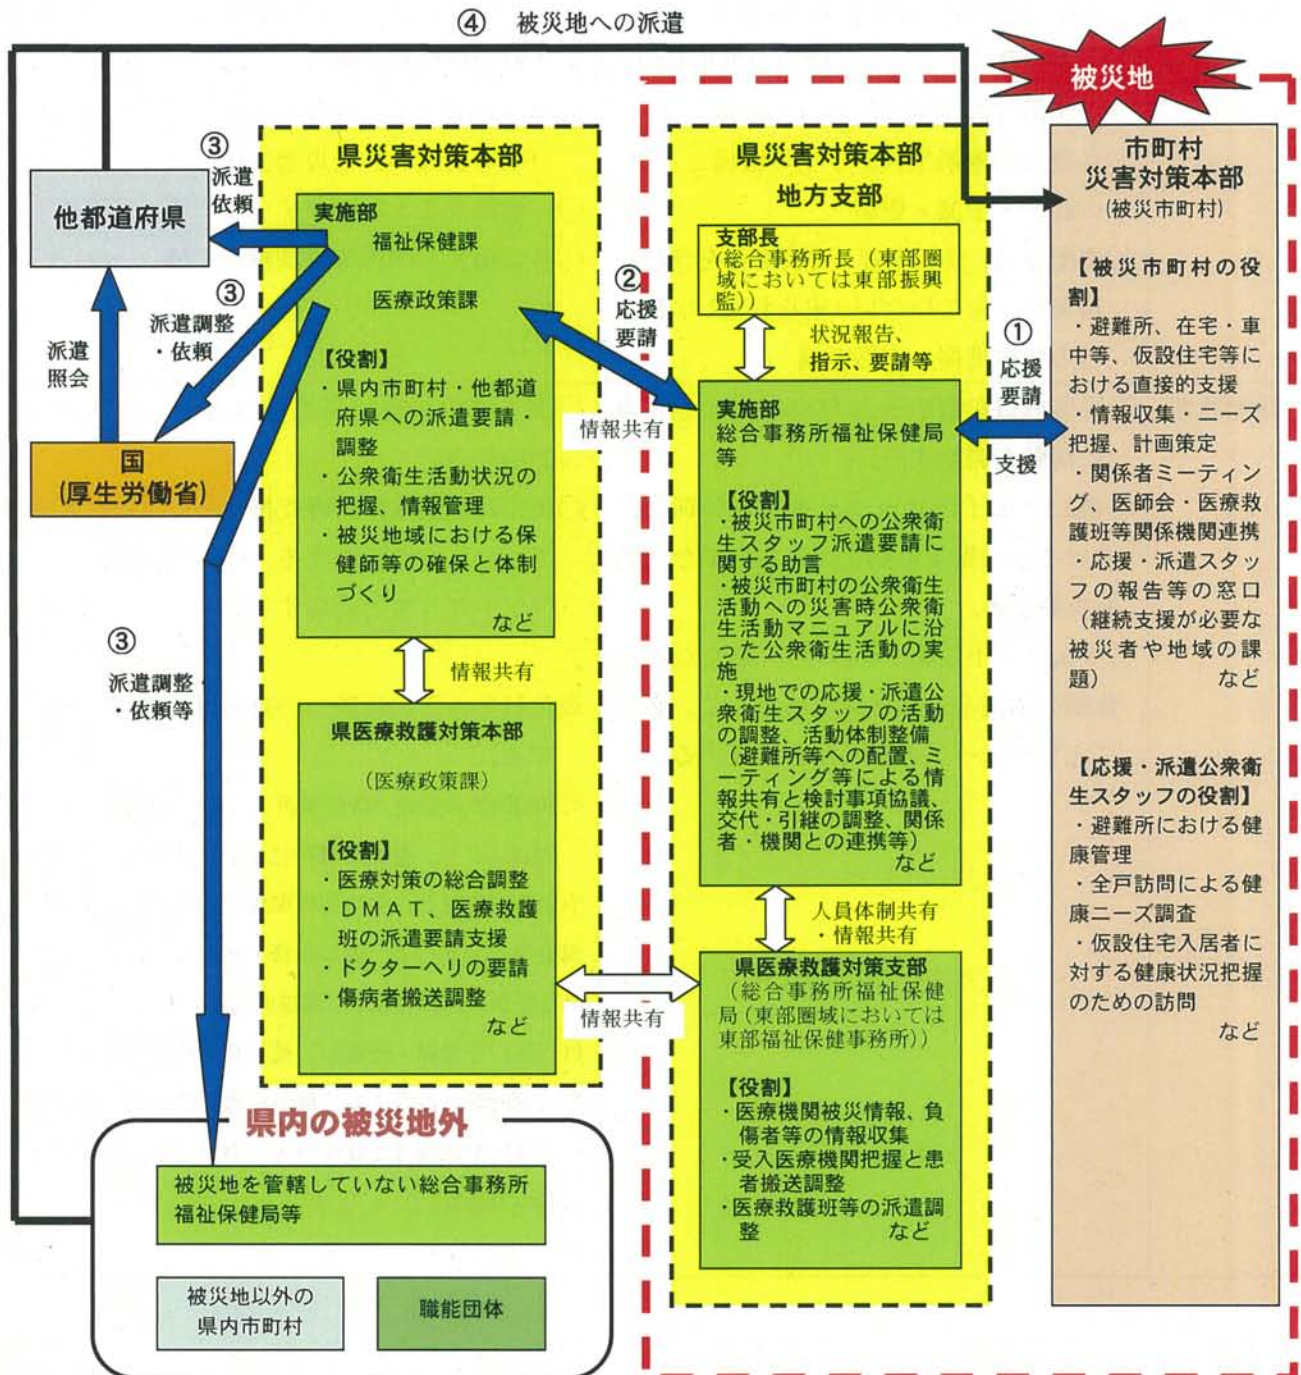 ④ 被災地への派遣
被災地
③
派遣
依頼
他都道府県
③
派遣調整
・依頼
派遣
照会
国
(厚生労働省)
③
派遣調整
・依頼等
県災害対策本部
実施部
福祉保健課
医療政策課
【役割】
・県内市町村・他都道
府県への派遣要請・
調整
・公衆衛生活動状況の
把握、情報管理
・被災地域における保
健師等の確保と体制
づくり
など
情報共有
県医療救護対策本部
(医療政策課)
【役割】
・医療対策の総合調整
・DMAT、医療救護
班の派遣要請支援
・ドクターヘリの要請
・傷病者搬送調整
など
②
応援
要請
情報共有
情報共有
県災害対策本部
地方支部
支部長
(総合事務所長(東部圏
域においては東部振興
監))
状況報告、
指示、要請等
実施部
総合事務所福祉保健局
等
【役割】
・被災市町村への公衆衛
生スタッフ派遣要請に
関する助言
・被災市町村の公衆衛生
活動への災害時公衆衛
生活動マニュアルに沿
った公衆衛生活動の実
施
・現地での応援・派遣公
衆衛生スタッフの活動
の調整、活動体制整備
(避難所等への配置、ミ
ーティング等による情
報共有と検討事項協議、
交代・引継の調整、関係
者・機関との連携等)
など
人員体制共有
・情報共有
県医療救護対策支部
(総合事務所福祉保健
局(東部圏域においては
東部福祉保健事務所))
【役割】
・医療機関被災情報、負
傷者等の情報収集
・受入医療機関把握と患
者搬送調整
・医療救護班等の派遣調
整 など
①
応援
要請
支援
市町村
災害対策本部
(被災市町村)
【被災市町村の役
割】
・避難所、在宅・車
中等、仮設住宅等に
おける直接的支援
・情報収集・ニーズ
把握、計画策定
・関係者ミーティン
グ、医師会・医療救
護班等関係機関連携
・応援・派遣スタッ
フの報告等の窓口
(継続支援が必要な
被災者や地域の課
題) など
【応援・派遣公衆衛
生スタッフの役割】
・避難所における健
康管理
・全戸訪問による健
康ニーズ調査
・仮設住宅入居者に
対する健康状況把握
のための訪問
など
県内の被災地外
被災地を管轄していない総合事務所
福祉保健局等
被災地以外の
県内市町村
職能団体